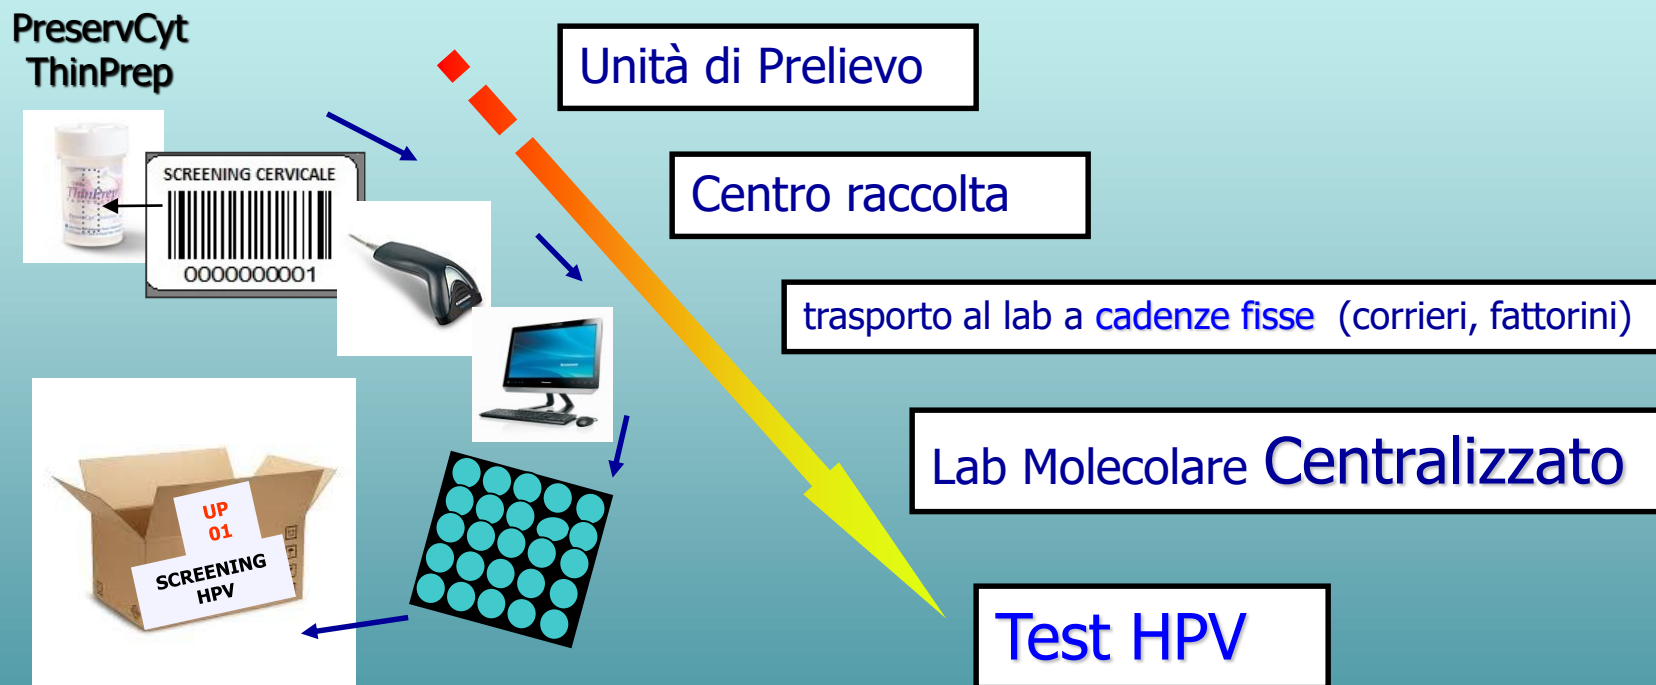 PreservCyt
ThinPrep
Unità di Prelievo
Centro raccolta
trasporto al lab a cadenze fisse (corrieri, fattorini)
Lab Molecolare Centralizzato
Test HPV
ThinPrep
SCREENING CERVICALE
0000000001
UP
01
SCREENING
HPV